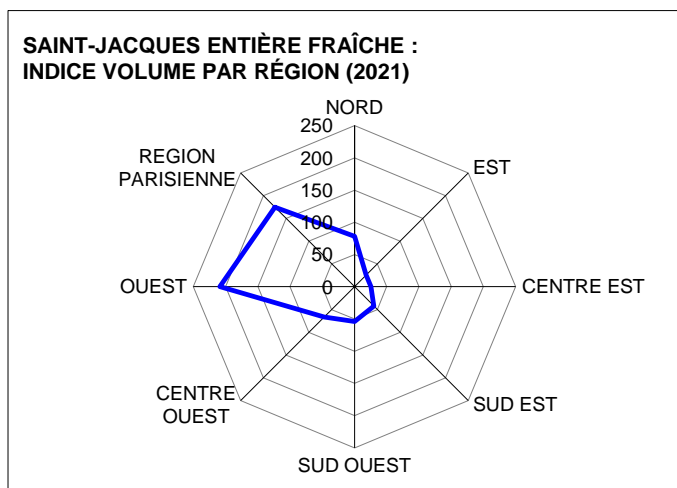 SAINT-JACQUES ENTIÈRE FRAÎCHE :
INDICE VOLUME PAR RÉGION (2021)
NORD
250
200
150
100
50
0
EST
CENTRE EST
SUD EST
SUD OUEST
CENTRE
OUEST
OUEST
REGION
PARISIENNE